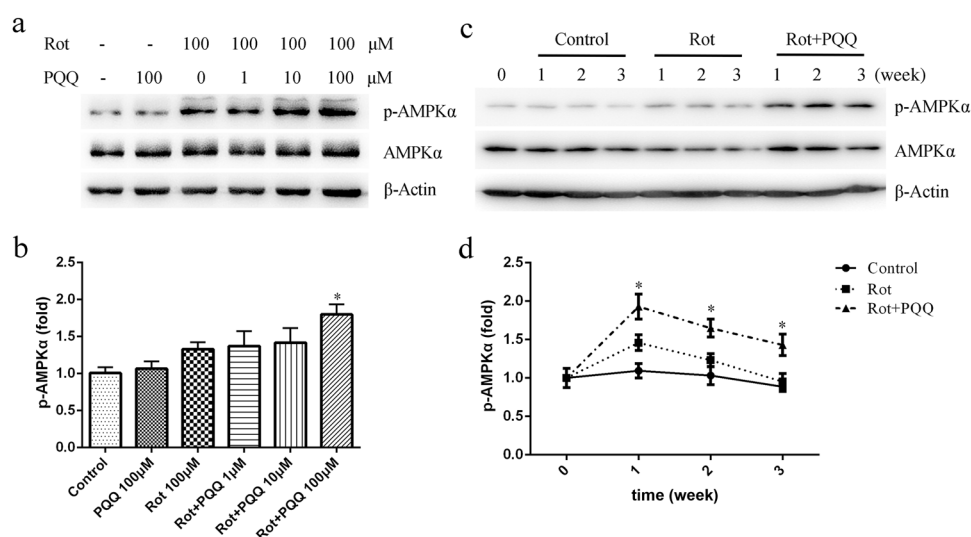 a
Rot - - 100 100 100 100 μM
PQQ - 100 0 1 10 100 μM
p-AMPKα
AMPKα
β-Actin
c
Control Rot Rot+PQQ
0 1 2 3 1 2 3 1 2 3 (week)
p-AMPKα
AMPKα
β-Actin
b
p-AMPKα (fold)
2.5
2.0
1.5
1.0
0.5
0.0
*
Control
PQQ 100μM
Rot 100μM
Rot+PQQ 1μM
Rot+PQQ 10μM
Rot+PQQ 100μM
d
p-AMPKα (fold)
2.5
2.0
1.5
1.0
0.5
0.0
* * *
0 1 2 3
time (week)
Control
Rot
Rot+PQQ